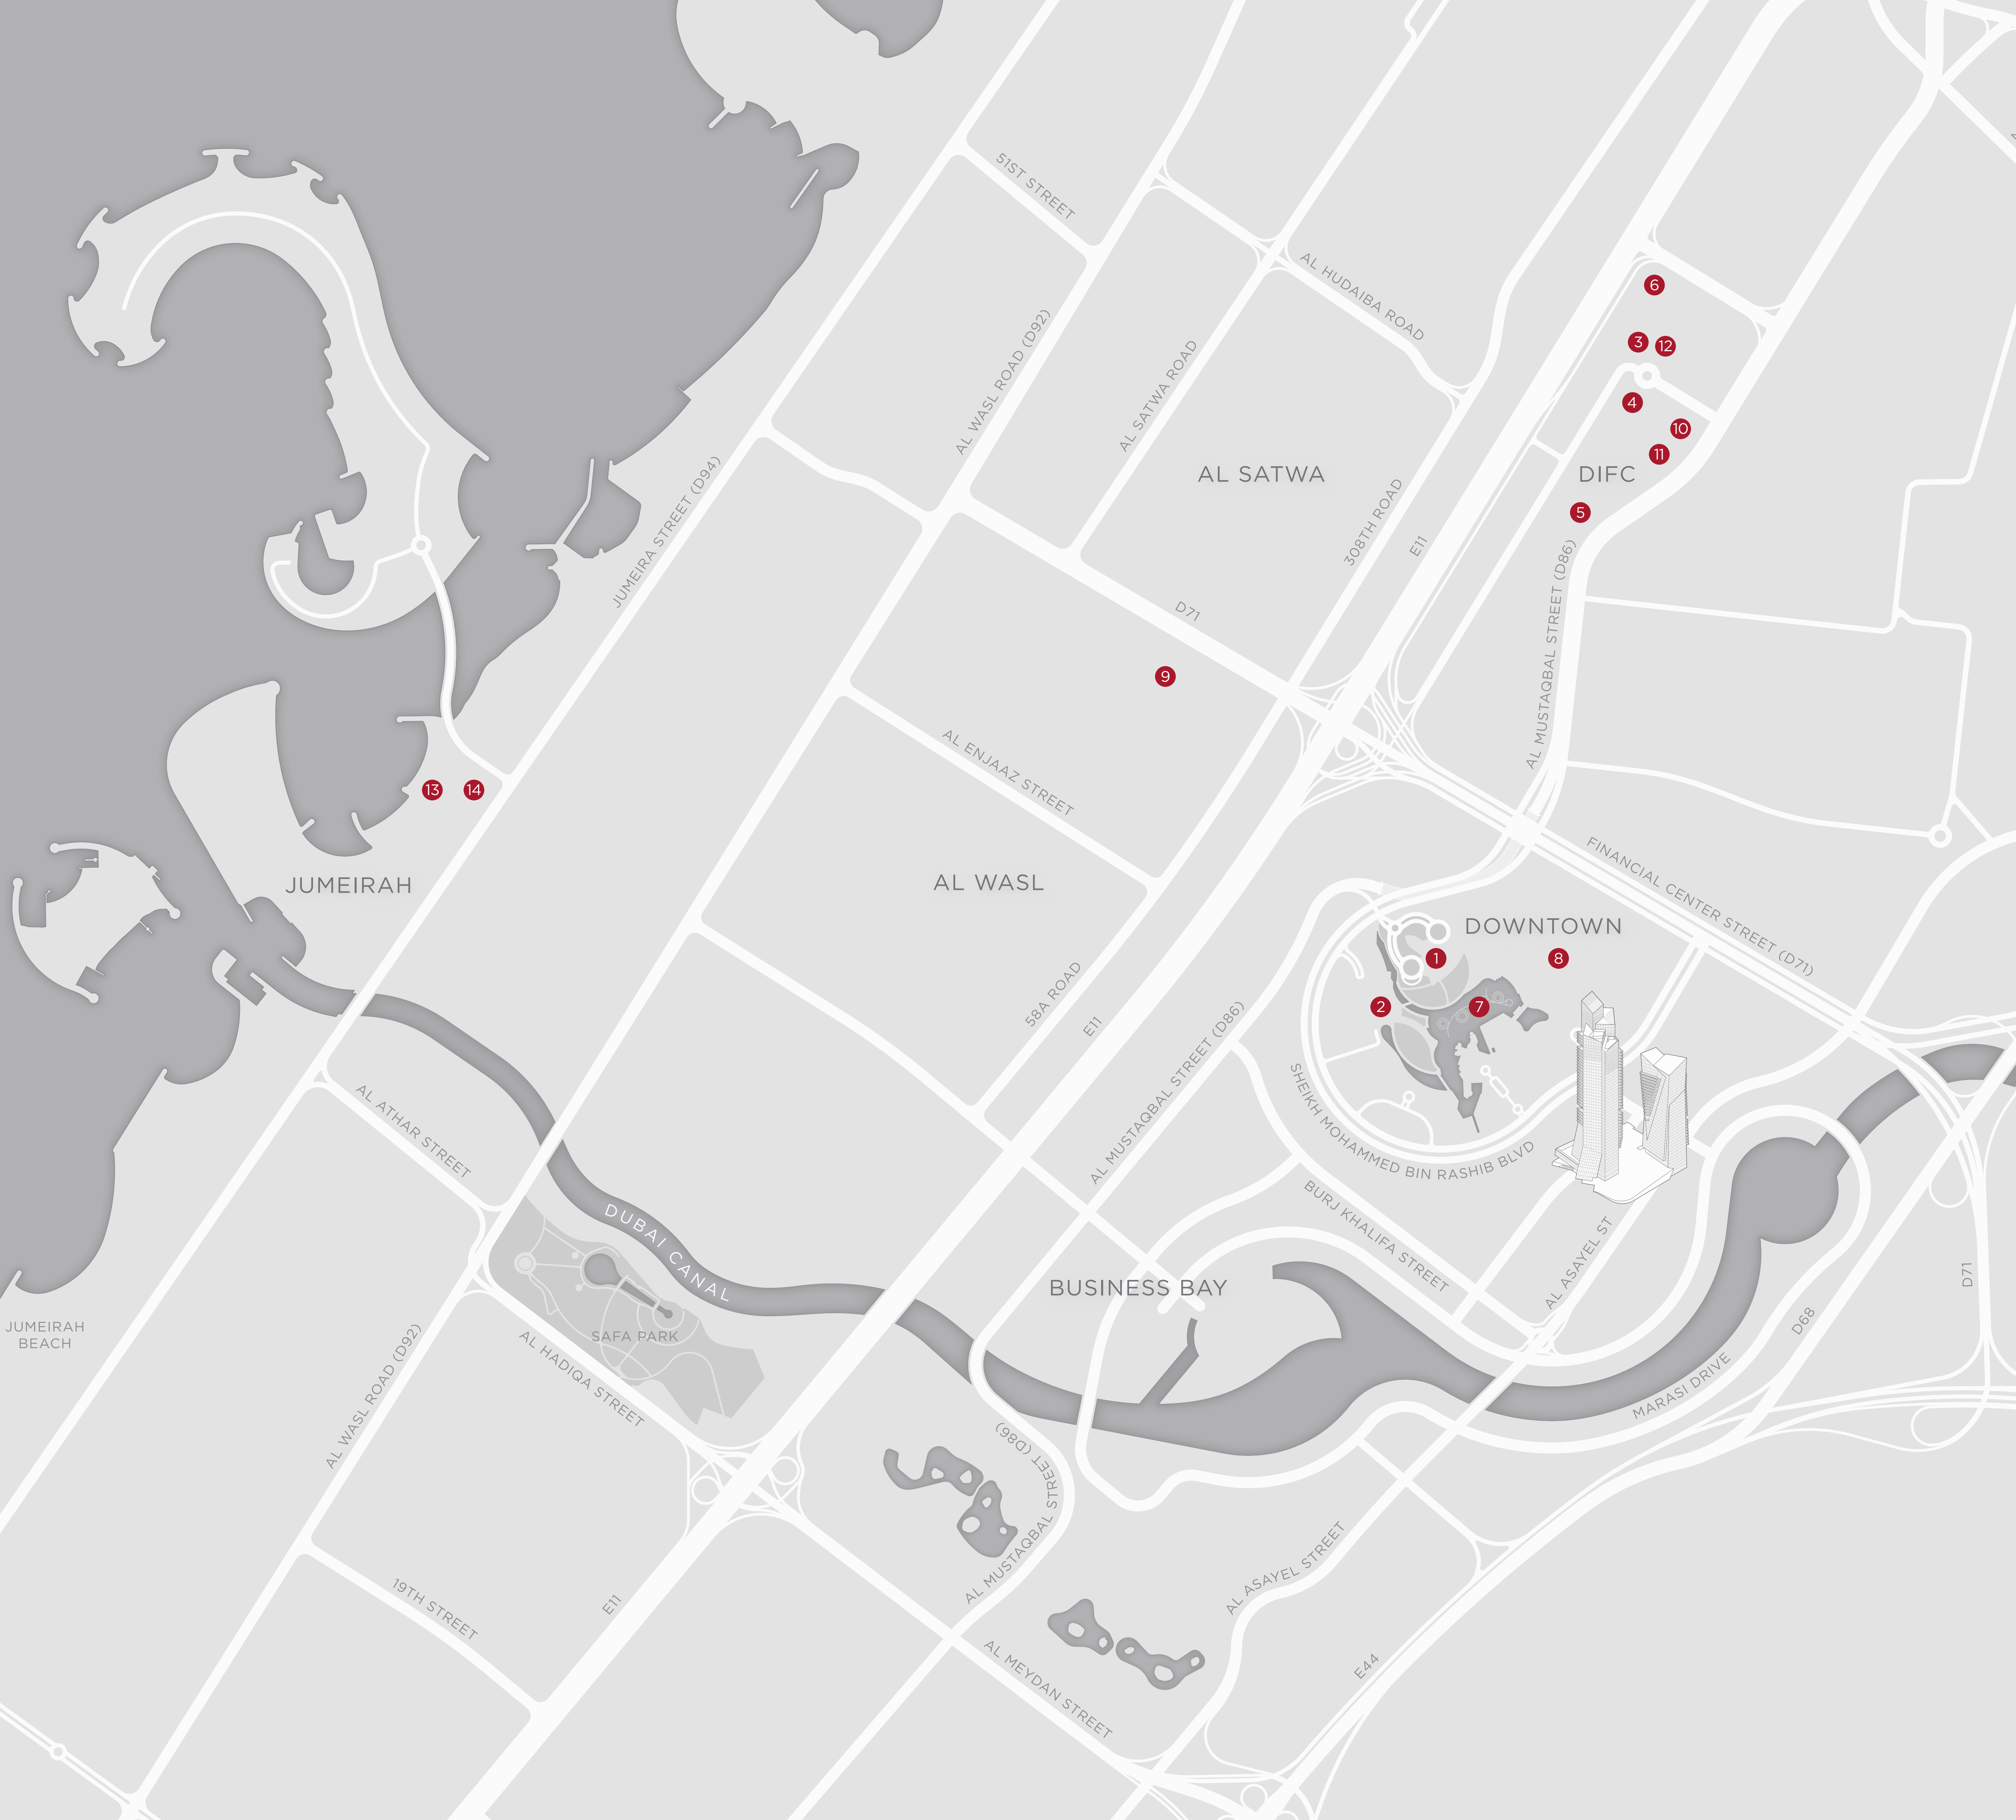 51ST STREET
AL HUDAIBA ROAD
6
3
12
4
10
11
AL WASL ROAD (D92)
AL SATWA ROAD
AL SATWA
DIFC
5
JUMEIRA STREET (D94)
308TH ROAD
E11
AL MUSTAQBAL STREET (D86)
D71
9
AL ENJAAZ STREET
13
14
JUMEIRAH
AL WASL
FINANCIAL CENTER STREET (D71)
DOWNTOWN
1
8
2
7
58A ROAD
E11
AL MUSTAQBAL STREET (D86)
SHEIKH MOHAMMED BIN RASHIB BLVD
AL ATHAR STREET
DUBAI CANAL
BURJ KHALIFA STREET
AL ASAYEL ST
BUSINESS BAY
D71
D68
JUMEIRAH
BEACH
SAFA PARK
AL HADIQA STREET
AL WASL ROAD (D92)
MARASI DRIVE
AL MUSTAQBAL STREET (D86)
AL ASAYEL STREET
19TH STREET
E11
AL MEYDAN STREET
E44